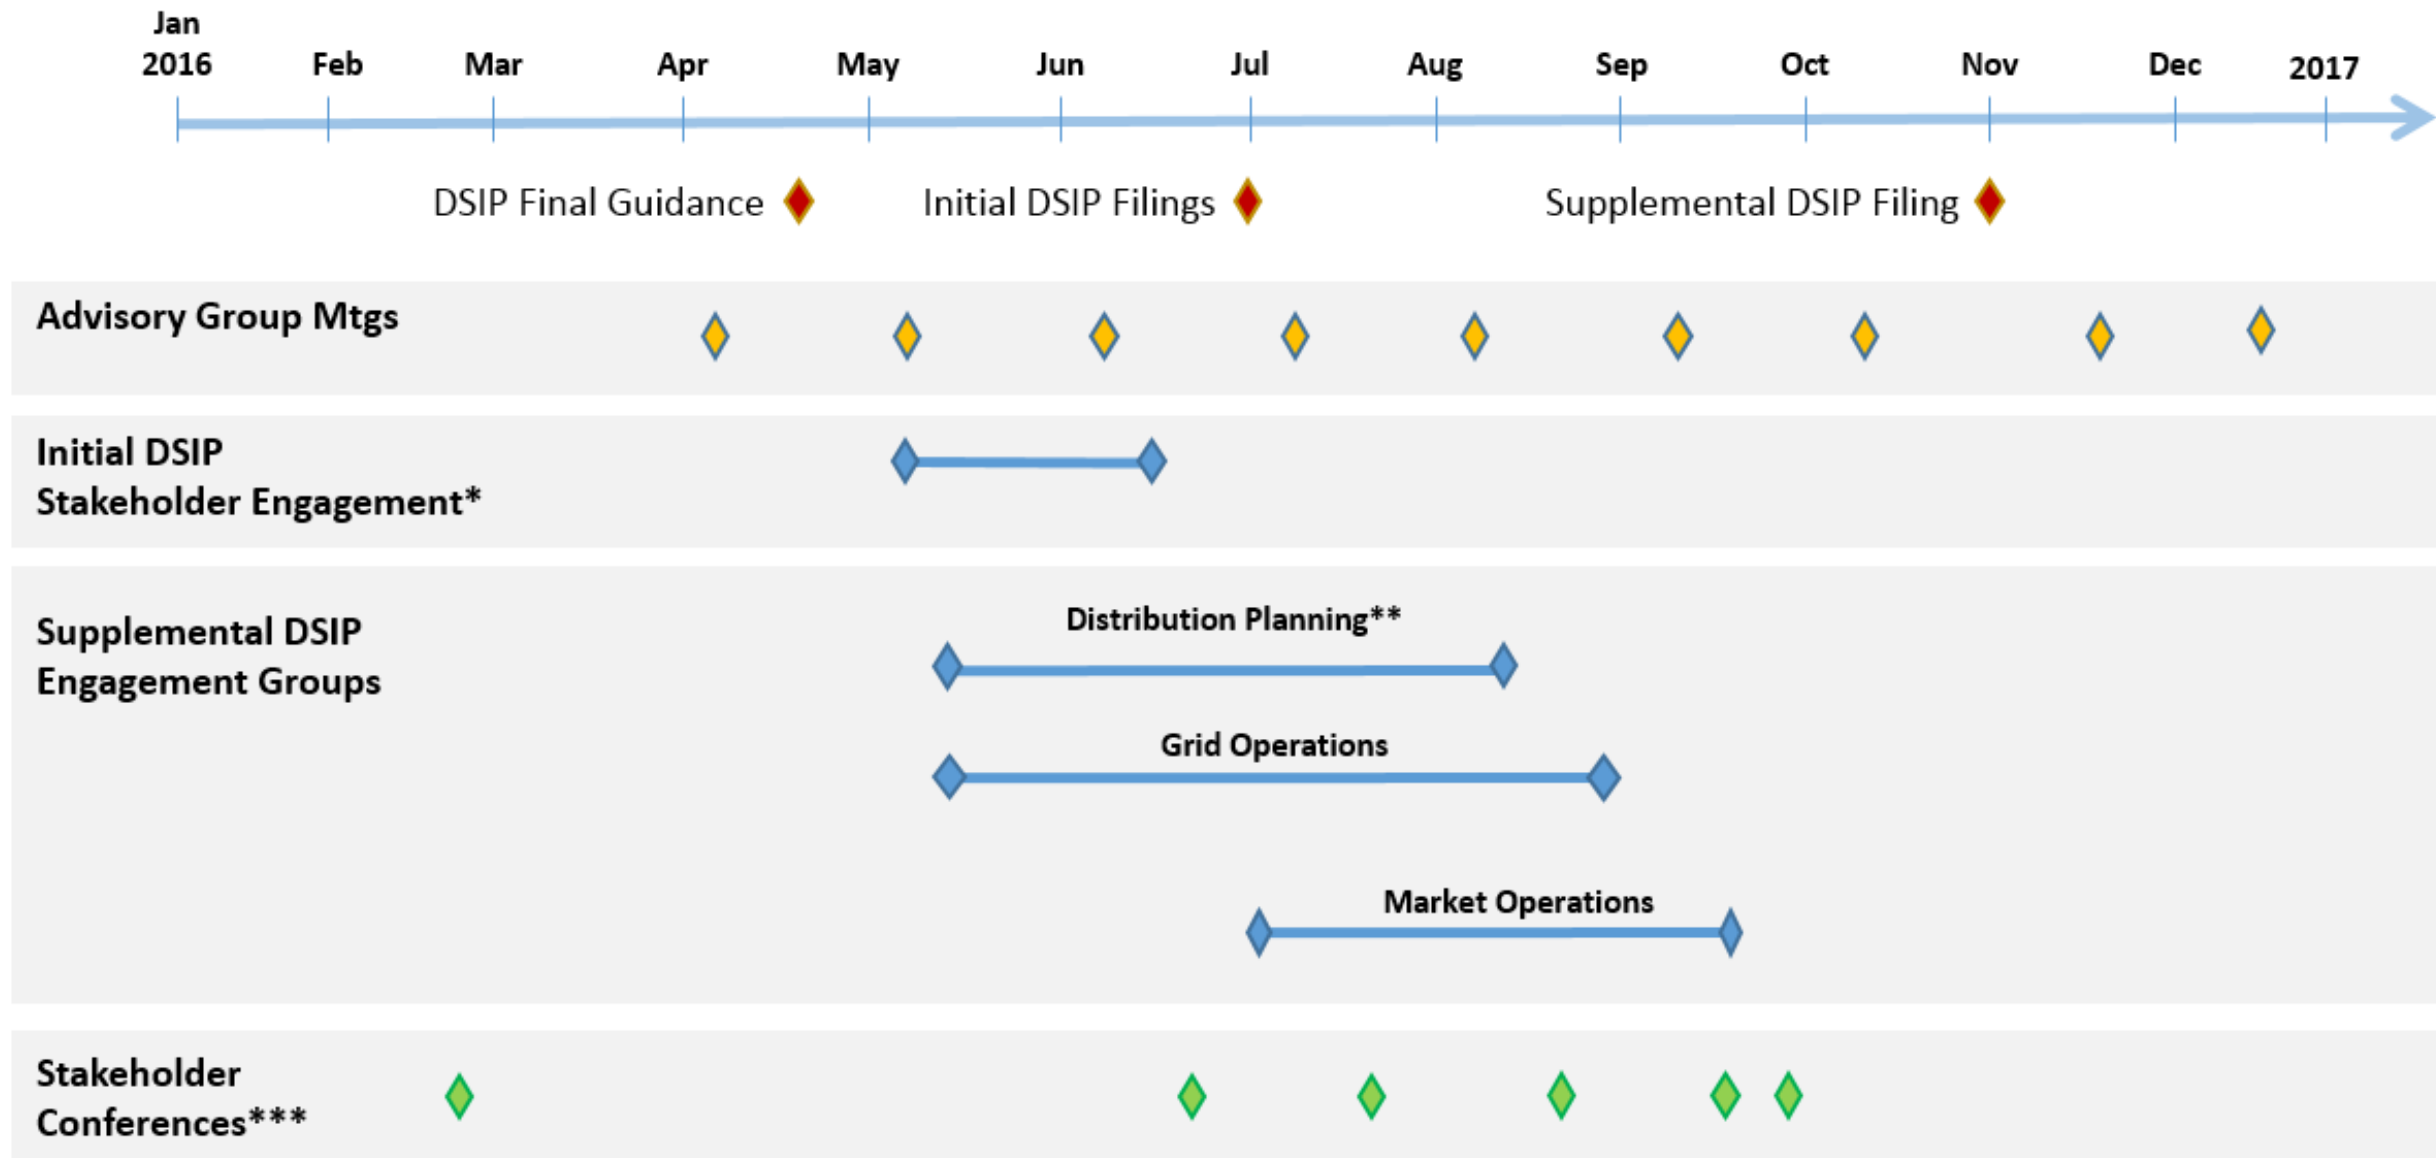 Jan
2016 Feb Mar Apr May Jun Jul Aug Sep Oct Nov Dec 2017
DSIP Final Guidance Initial DSIP Filings Supplemental DSIP Filing
Advisory Group Mtgs
Initial DSIP
Stakeholder Engagement*
Distribution Planning**
Supplemental DSIP
Engagement Groups
Grid Operations
Market Operations
Stakeholder
Conferences***